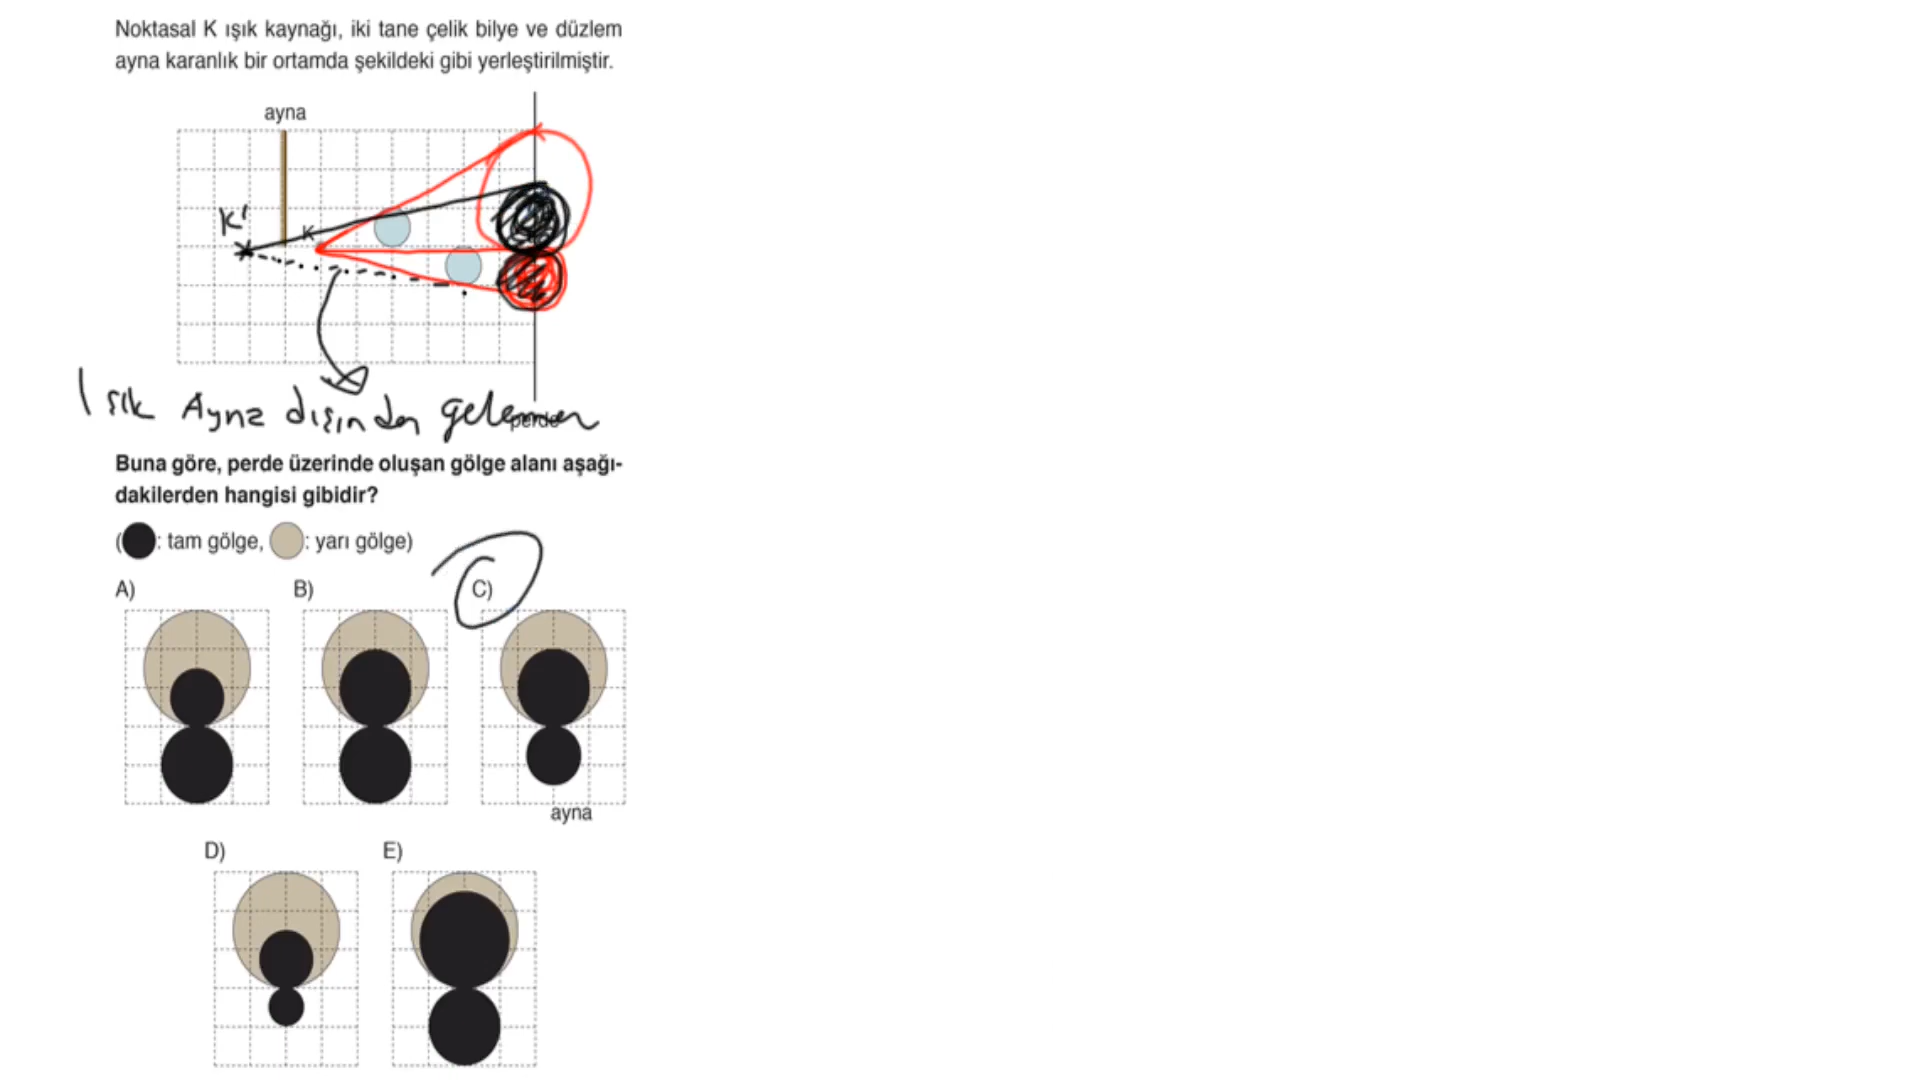 Noktasal K ışık kaynağı, iki tane çelik bilye ve düzlem
ayna karanlık bir ortamda şekildeki gibi yerleştirilmiştir.
ayna
K'
K
Işık Ayna dışından gelemez
perde
Buna göre, perde üzerinde oluşan gölge alanı aşağı-
dakilerden hangisi gibidir?
( : tam gölge, : yarı gölge)
A) B) C)
ayna
D) E)